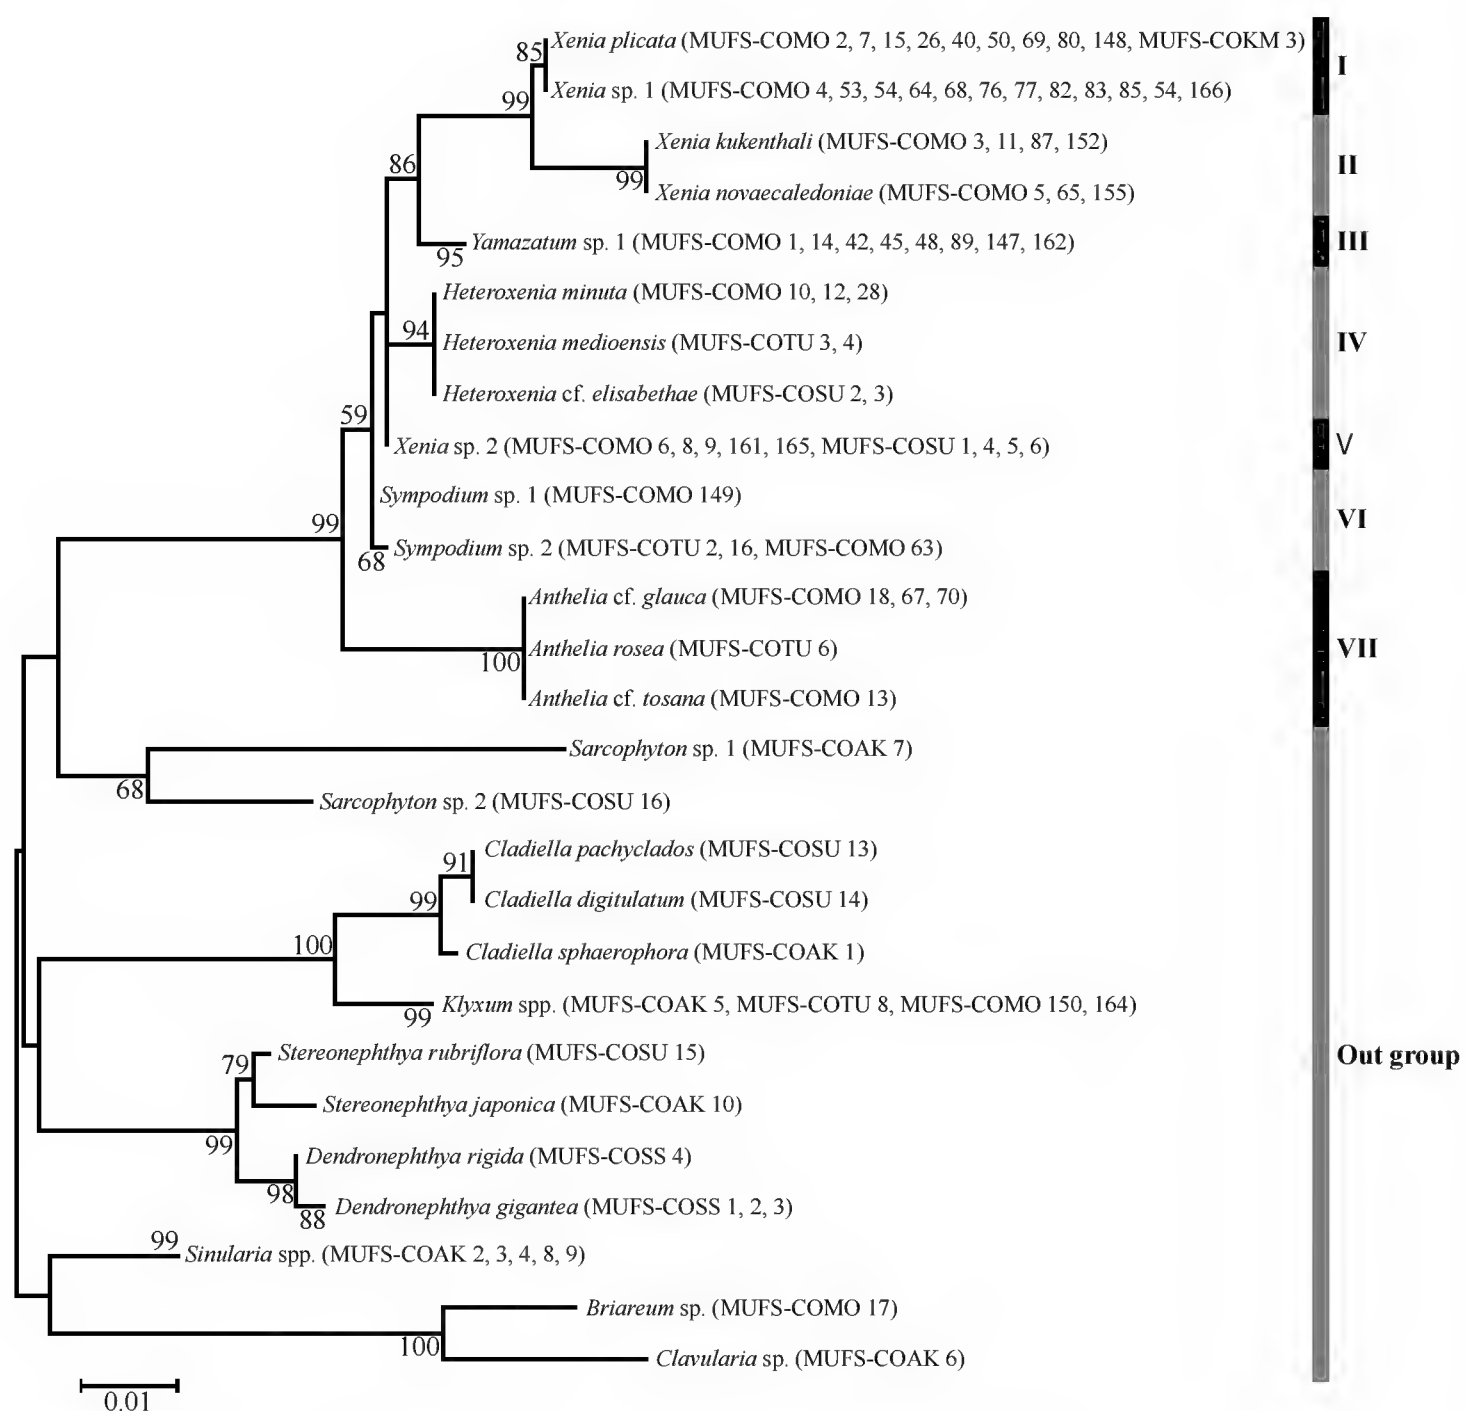 85 Xenia plicata (MUFS-COMO 2, 7, 15, 26, 40, 50, 69, 80, 148, MUFS-COKM 3)
I
Xenia sp. 1 (MUFS-COMO 4, 53, 54, 64, 68, 76, 77, 82, 83, 85, 54, 166)
99
Xenia kukenthali (MUFS-COMO 3, 11, 87, 152)
86
II
99
Xenia novaecaledoniae (MUFS-COMO 5, 65, 155)
Yamazatum sp. 1 (MUFS-COMO 1, 14, 42, 45, 48, 89, 147, 162)
III
95
Heteroxenia minuta (MUFS-COMO 10, 12, 28)
94
Heteroxenia medioensis (MUFS-COTU 3, 4)
IV
Heteroxenia cf. elisabethae (MUFS-COSU 2, 3)
59
Xenia sp. 2 (MUFS-COMO 6, 8, 9, 161, 165, MUFS-COSU 1, 4, 5, 6)
V
Sympodium sp. 1 (MUFS-COMO 149)
99
VI
Sympodium sp. 2 (MUFS-COTU 2, 16, MUFS-COMO 63)
68
Anthelia cf. glauca (MUFS-COMO 18, 67, 70)
Anthelia rosea (MUFS-COTU 6)
VII
100
Anthelia cf. tosana (MUFS-COMO 13)
Sarcophyton sp. 1 (MUFS-COAK 7)
68
Sarcophyton sp. 2 (MUFS-COSU 16)
Cladiella pachyclados (MUFS-COSU 13)
91
Cladiella digitulatum (MUFS-COSU 14)
99
Cladiella sphaerophora (MUFS-COAK 1)
100
Klyxum spp. (MUFS-COAK 5, MUFS-COTU 8, MUFS-COMO 150, 164)
99
Stereonephthya rubriflora (MUFS-COSU 15)
Out group
79
Stereonephthya japonica (MUFS-COAK 10)
99
Dendronephthya rigida (MUFS-COSS 4)
98
Dendronephthya gigantea (MUFS-COSS 1, 2, 3)
88
99
Sinularia spp. (MUFS-COAK 2, 3, 4, 8, 9)
Briareum sp. (MUFS-COMO 17)
100
Clavularia sp. (MUFS-COAK 6)
0.01